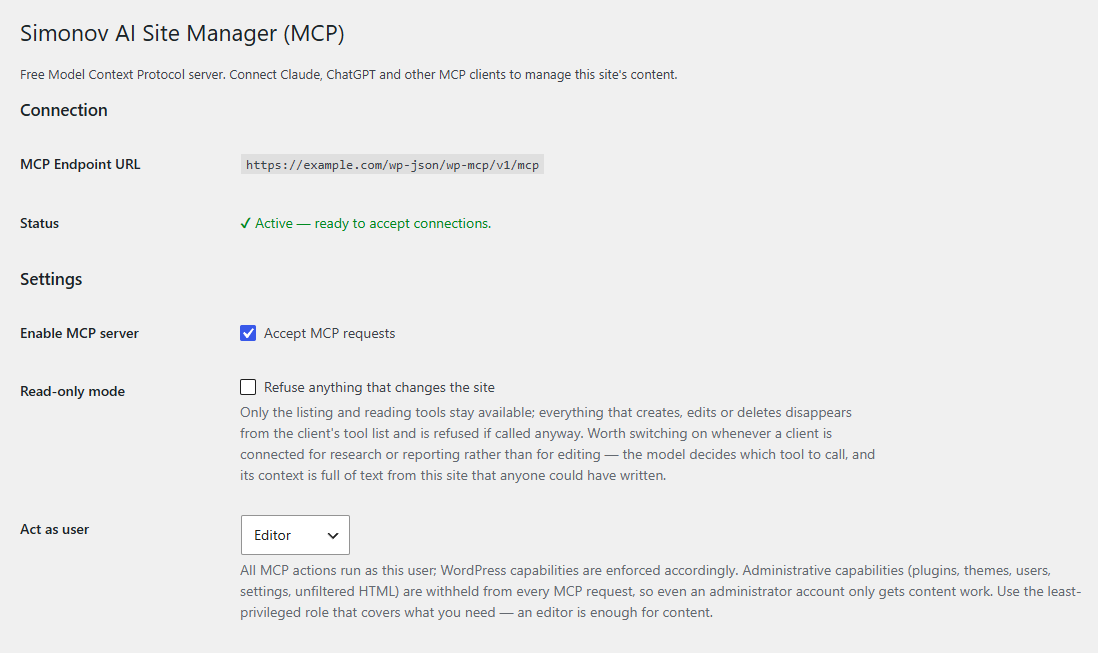 Simonov AI Site Manager (MCP)
Free Model Context Protocol server. Connect Claude, ChatGPT and other MCP clients to manage this site's content.
Connection
MCP Endpoint URL
https://example.com/wp-json/wp-mcp/v1/mcp
Status
✓ Active — ready to accept connections.
Settings
Enable MCP server
Accept MCP requests
Read-only mode
Refuse anything that changes the site
Only the listing and reading tools stay available; everything that creates, edits or deletes disappears
from the client's tool list and is refused if called anyway. Worth switching on whenever a client is
connected for research or reporting rather than for editing — the model decides which tool to call, and
its context is full of text from this site that anyone could have written.
Act as user
Editor
All MCP actions run as this user; WordPress capabilities are enforced accordingly. Administrative capabilities (plugins, themes, users,
settings, unfiltered HTML) are withheld from every MCP request, so even an administrator account only gets content work. Use the least-
privileged role that covers what you need — an editor is enough for content.